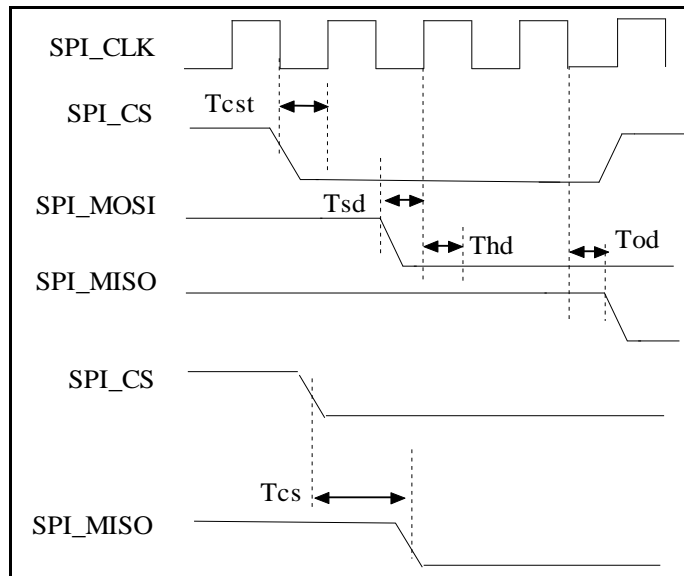 SPI_CLK
Tcst
SPI_CS
SPI_MOSI
Tsd
Thd
Tod
SPI_MISO
SPI_CS
Tcs
SPI_MISO